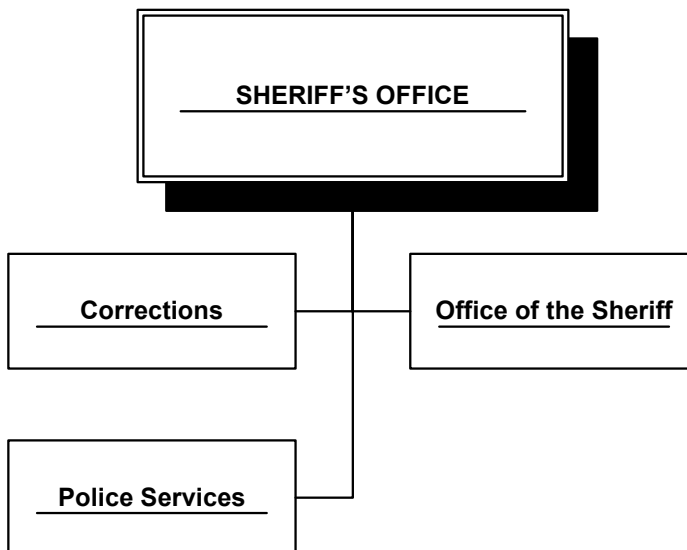 SHERIFF’S OFFICE
Corrections
Office of the Sheriff
Police Services